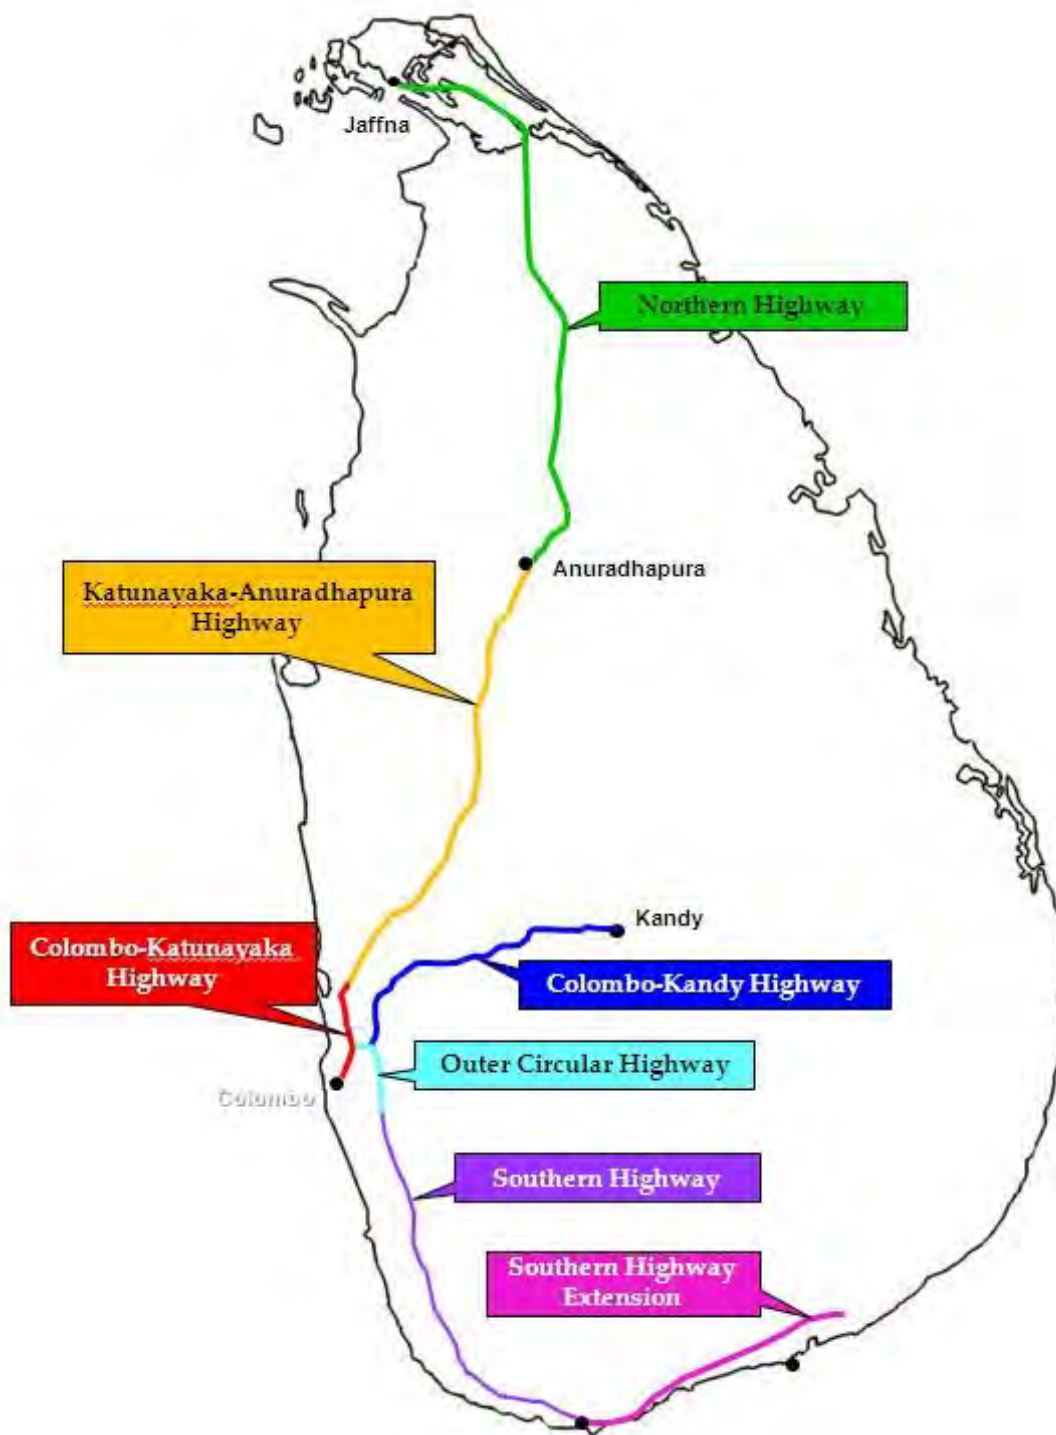 Jaffna
Northern Highway
Anuradhapura
Katunayaka-Anuradhapura
Highway
Kandy
Colombo-Katunayaka
Highway
Colombo-Kandy Highway
Outer Circular Highway
Colombo
Southern Highway
Southern Highway
Extension